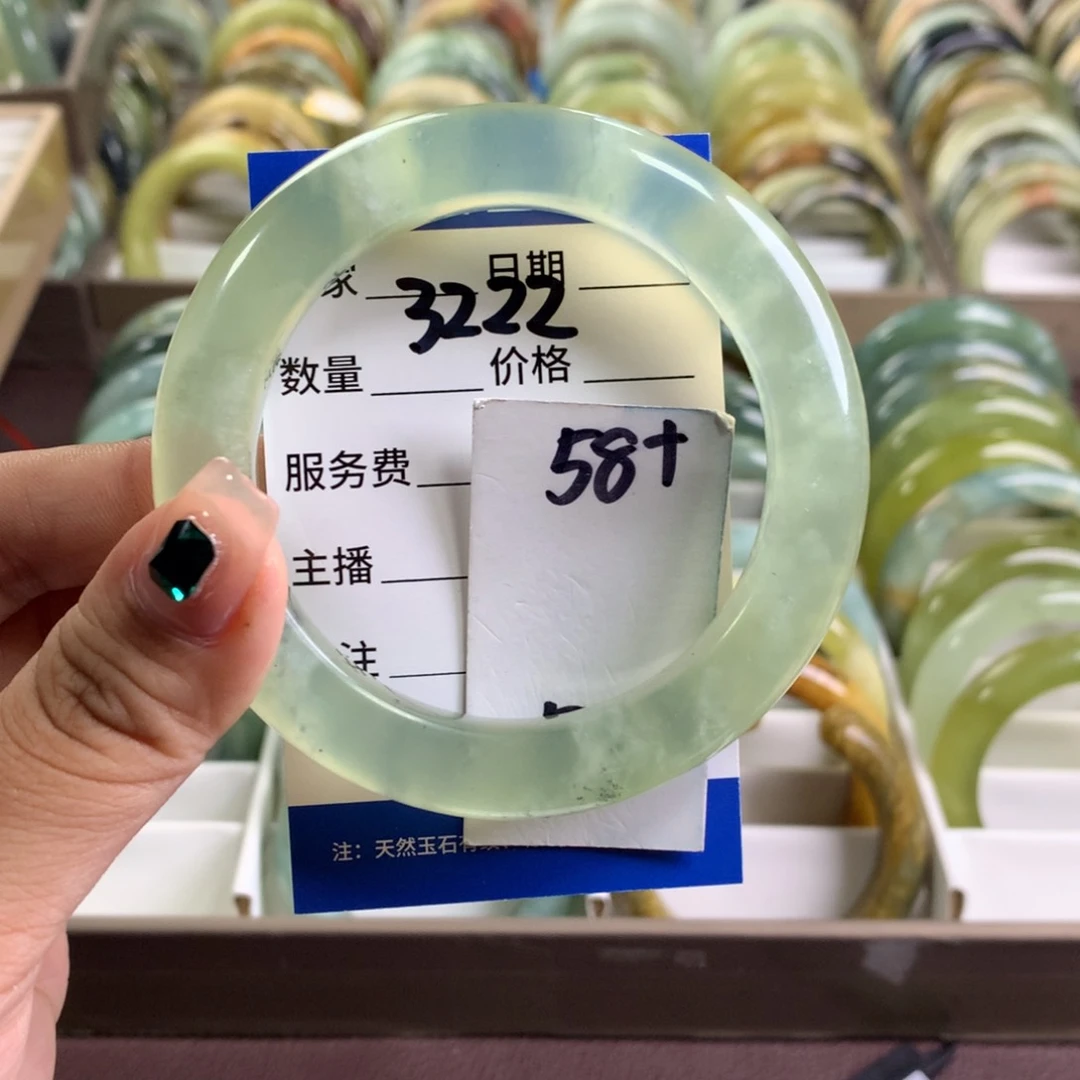 家 日期
3222
数量 价格
58+
服务费
主播
注
注：天然玉石有